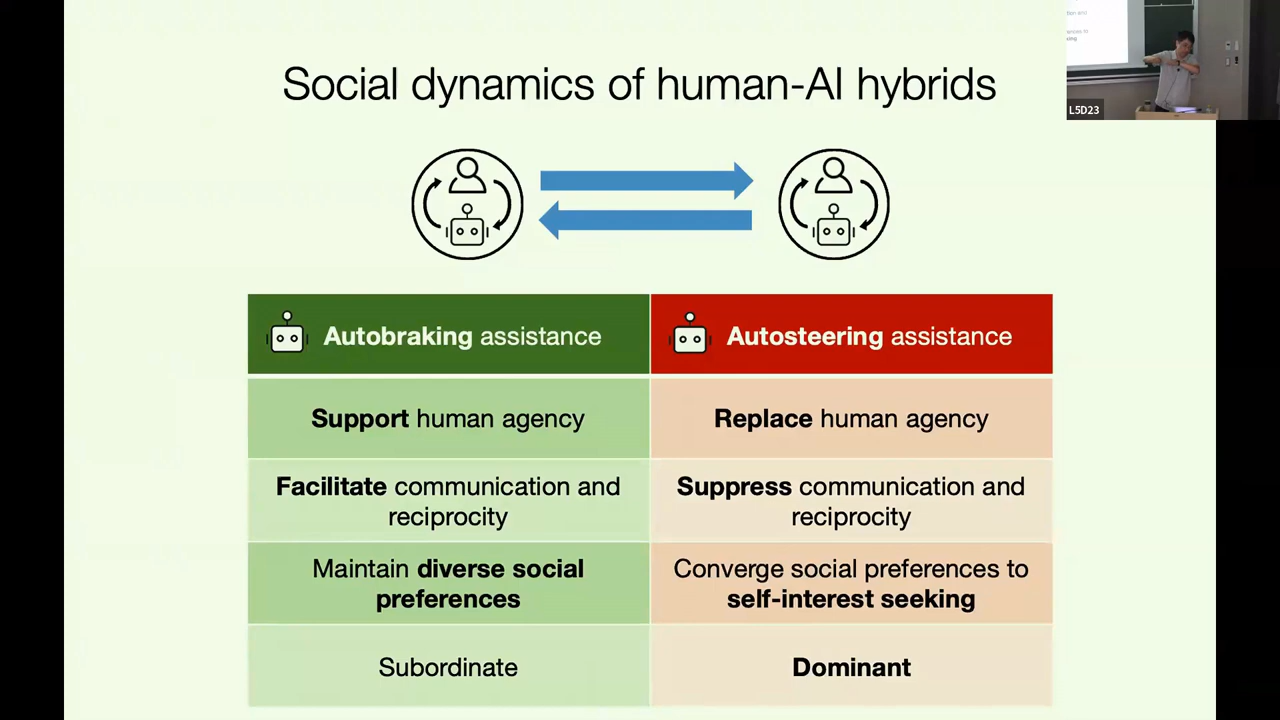 Social dynamics of human-AI hybrids
L5D23
Autobraking assistance
Autosteering assistance
Support human agency
Replace human agency
Facilitate communication and
reciprocity
Suppress communication and
reciprocity
Maintain diverse social
preferences
Converge social preferences to
self-interest seeking
Subordinate
Dominant